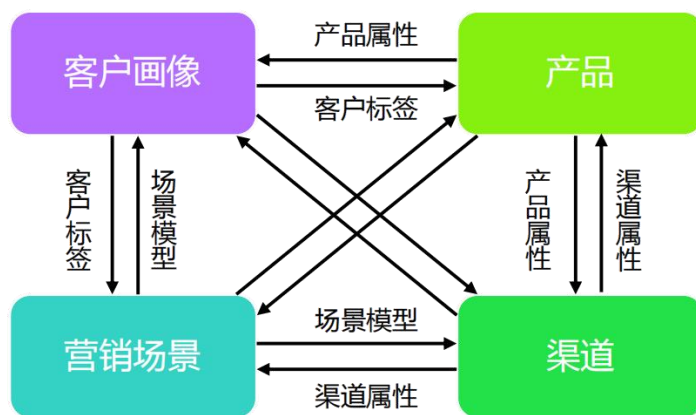 产品属性
客户画像
产品
客户标签
客户标签
场景模型
产品属性
渠道属性
营销场景
场景模型
渠道
渠道属性